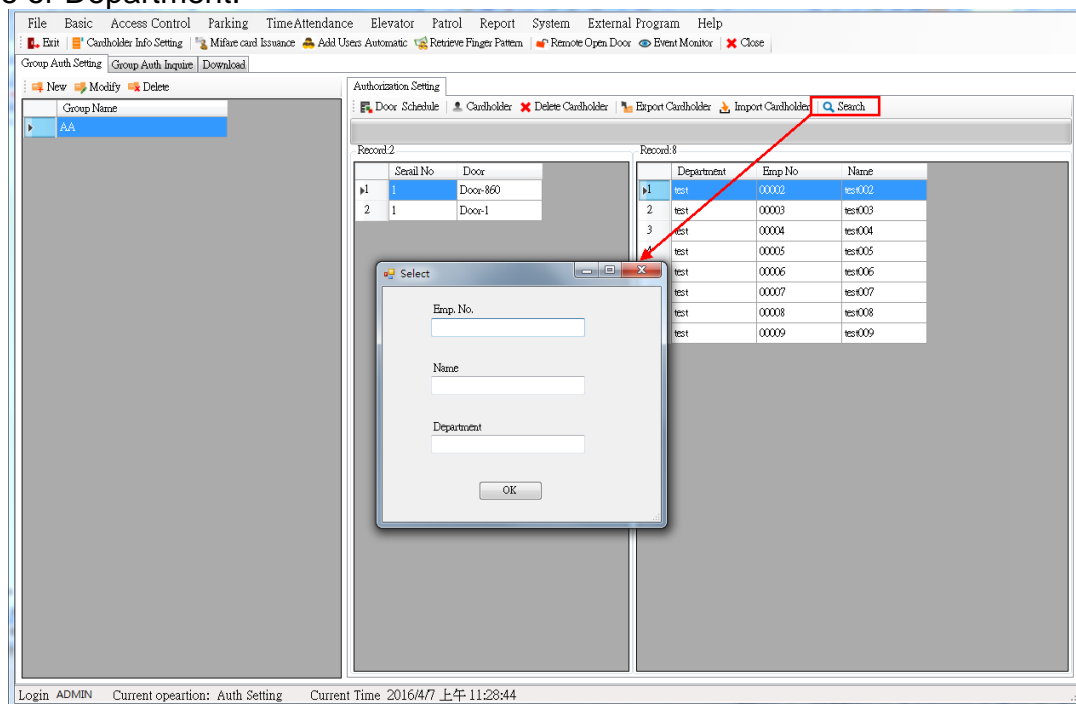 File Basic Access Control Parking TimeAttendance Elevator Patrol Report System External Program Help
Exit Cardholder Info Setting Mifare card Issuance Add Users Automatic Retrieve Finger Pattern Remote Open Door Event Monitor Close
Group Auth Setting Group Auth Inquire Download
New Modify Delete
Group Name
AA
Authorization Setting
Door Schedule Cardholder Delete Cardholder Export Cardholder Import Cardholder Search
Record:2
Serail No Door
1 1 Door-860
2 1 Door-1
Record:8
Department Emp No Name
1 test 00002 test002
2 test 00003 test003
3 test 00004 test004
4 test 00005 test005
test 00006 test006
test 00007 test007
test 00008 test008
test 00009 test009
Select
Emp. No.
Name
Department
OK
Login ADMIN Current opeartion: Auth Setting Current Time 2016/4/7 上午 11:28:44